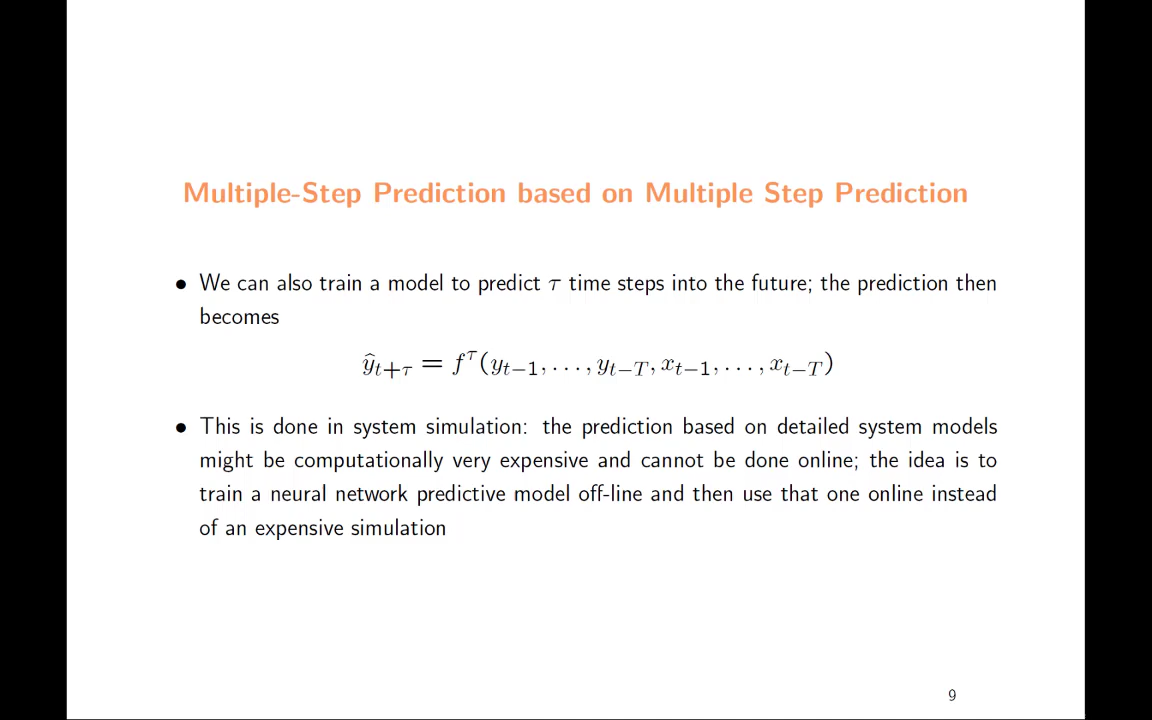 Multiple-Step Prediction based on Multiple Step Prediction
• We can also train a model to predict τ time steps into the future; the prediction then
becomes
ŷ_{t+τ} = f^τ(y_{t−1}, . . . , y_{t−T}, x_{t−1}, . . . , x_{t−T})
• This is done in system simulation: the prediction based on detailed system models
might be computationally very expensive and cannot be done online; the idea is to
train a neural network predictive model off-line and then use that one online instead
of an expensive simulation
9